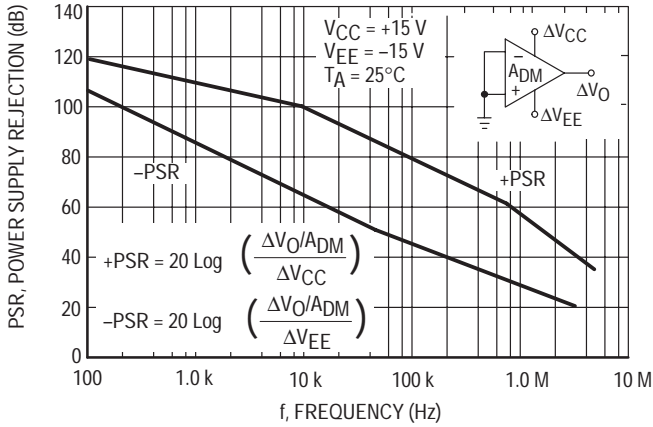 PSR, POWER SUPPLY REJECTION (dB)
140
120
100
80
60
40
20
0
V_CC = +15 V
V_EE = –15 V
T_A = 25°C
ΔV_CC
–
A_DM
+
ΔV_O
ΔV_EE
–PSR
+PSR
+PSR = 20 Log (ΔV_O/A_DM / ΔV_CC)
–PSR = 20 Log (ΔV_O/A_DM / ΔV_EE)
100
1.0 k
10 k
100 k
1.0 M
10 M
f, FREQUENCY (Hz)